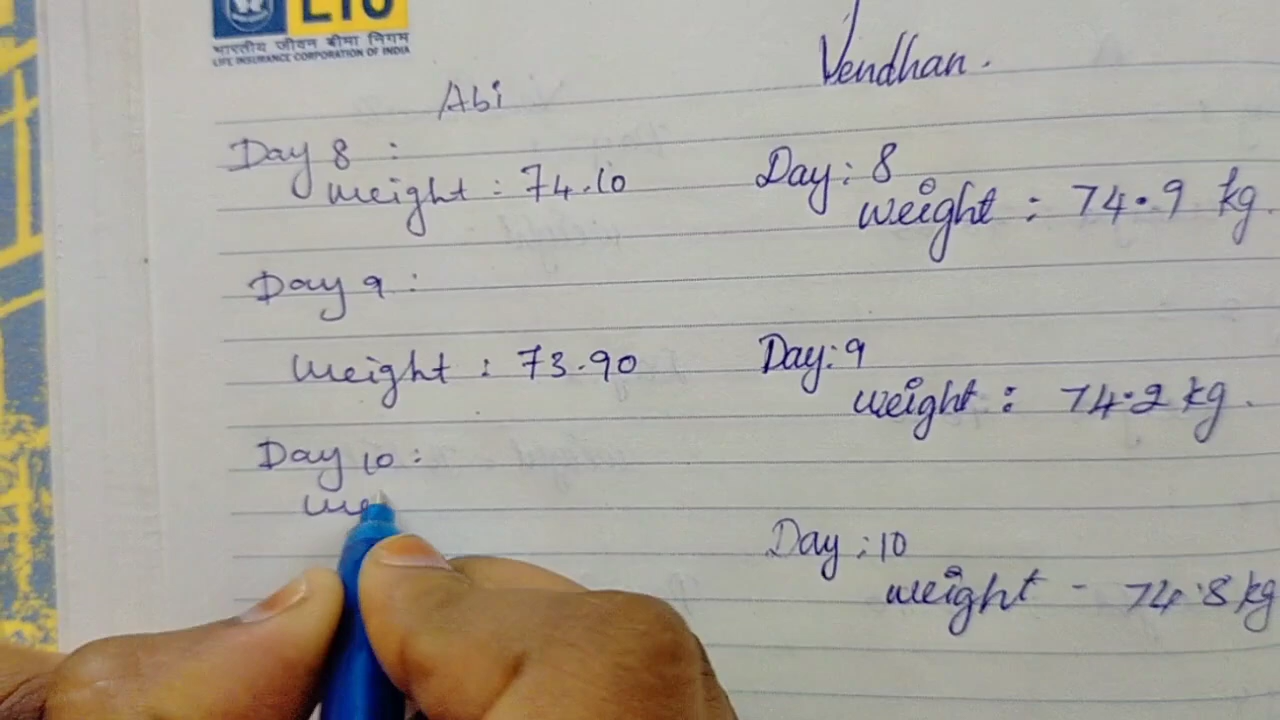 LIC
भारतीय जीवन बीमा निगम
LIFE INSURANCE CORPORATION OF INDIA
Abi
Day 8 :
weight : 74.10
Day 9 :
weight : 73.90
Day 10 :
we
Vendhan.
Day : 8
weight : 74.9 kg.
Day : 9
weight : 74.2 kg.
Day : 10
weight - 74.8 kg